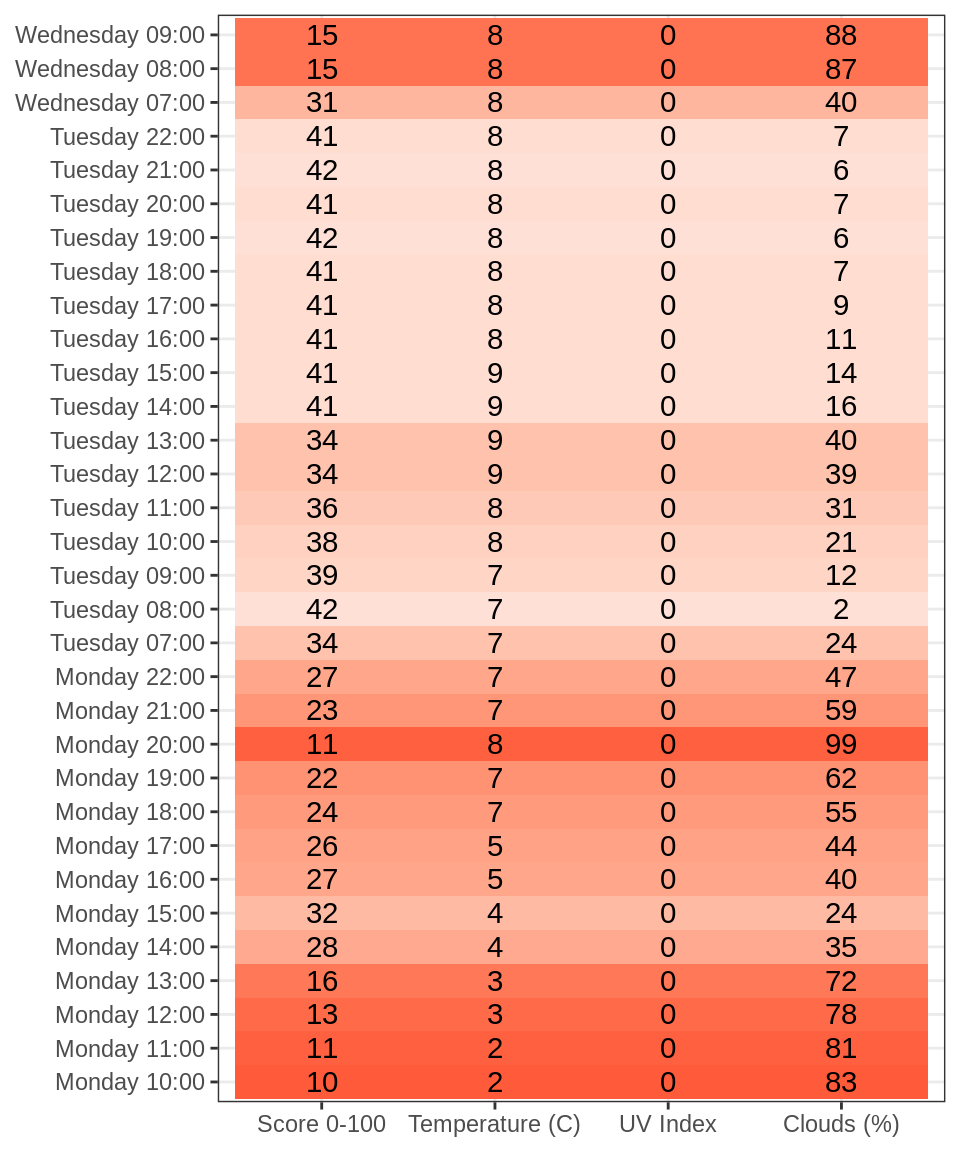 Wednesday 09:00 15 8 0 88
Wednesday 08:00 15 8 0 87
Wednesday 07:00 31 8 0 40
Tuesday 22:00 41 8 0 7
Tuesday 21:00 42 8 0 6
Tuesday 20:00 41 8 0 7
Tuesday 19:00 42 8 0 6
Tuesday 18:00 41 8 0 7
Tuesday 17:00 41 8 0 9
Tuesday 16:00 41 8 0 11
Tuesday 15:00 41 9 0 14
Tuesday 14:00 41 9 0 16
Tuesday 13:00 34 9 0 40
Tuesday 12:00 34 9 0 39
Tuesday 11:00 36 8 0 31
Tuesday 10:00 38 8 0 21
Tuesday 09:00 39 7 0 12
Tuesday 08:00 42 7 0 2
Tuesday 07:00 34 7 0 24
Monday 22:00 27 7 0 47
Monday 21:00 23 7 0 59
Monday 20:00 11 8 0 99
Monday 19:00 22 7 0 62
Monday 18:00 24 7 0 55
Monday 17:00 26 5 0 44
Monday 16:00 27 5 0 40
Monday 15:00 32 4 0 24
Monday 14:00 28 4 0 35
Monday 13:00 16 3 0 72
Monday 12:00 13 3 0 78
Monday 11:00 11 2 0 81
Monday 10:00 10 2 0 83
Score 0-100 Temperature (C) UV Index Clouds (%)